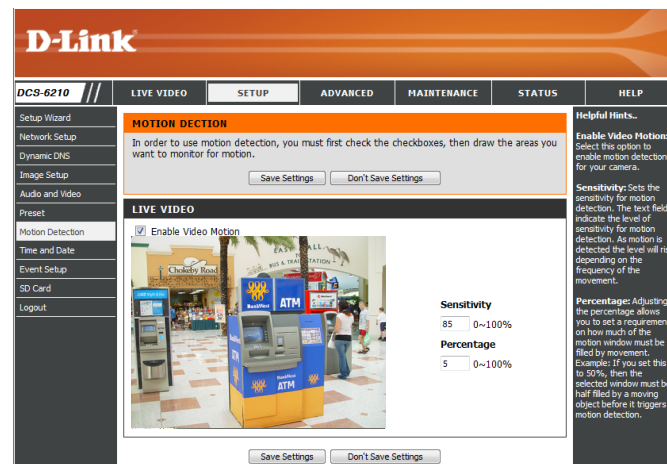 D-Link
DCS-6210 // LIVE VIDEO SETUP ADVANCED MAINTENANCE STATUS HELP
Setup Wizard
Network Setup
Dynamic DNS
Image Setup
Audio and Video
Preset
Motion Detection
Time and Date
Event Setup
SD Card
Logout
MOTION DECTION
In order to use motion detection, you must first check the checkboxes, then draw the areas you
want to monitor for motion.
Save Settings Don't Save Settings
LIVE VIDEO
Enable Video Motion
EAST MALL
BUS & TRAIN STATION
Chokeby Road
BankWest ATM
BankWest
ATM
Sensitivity
85 0~100%
Percentage
5 0~100%
Save Settings Don't Save Settings
Helpful Hints..
Enable Video Motion:
Select this option to
enable motion detection
for your camera.
Sensitivity: Sets the
sensitivity for motion
detection. The text field
indicate the level of
sensitivity for motion
detection. As motion is
detected the level will ris
depending on the
frequency of the
movement.
Percentage: Adjusting
the percentage allows
you to set a requiremen
on how much of the
motion window must be
filled by movement.
Example: If you set this
to 50%, then the
selected window must be
half filled by a moving
object before it triggers
motion detection.